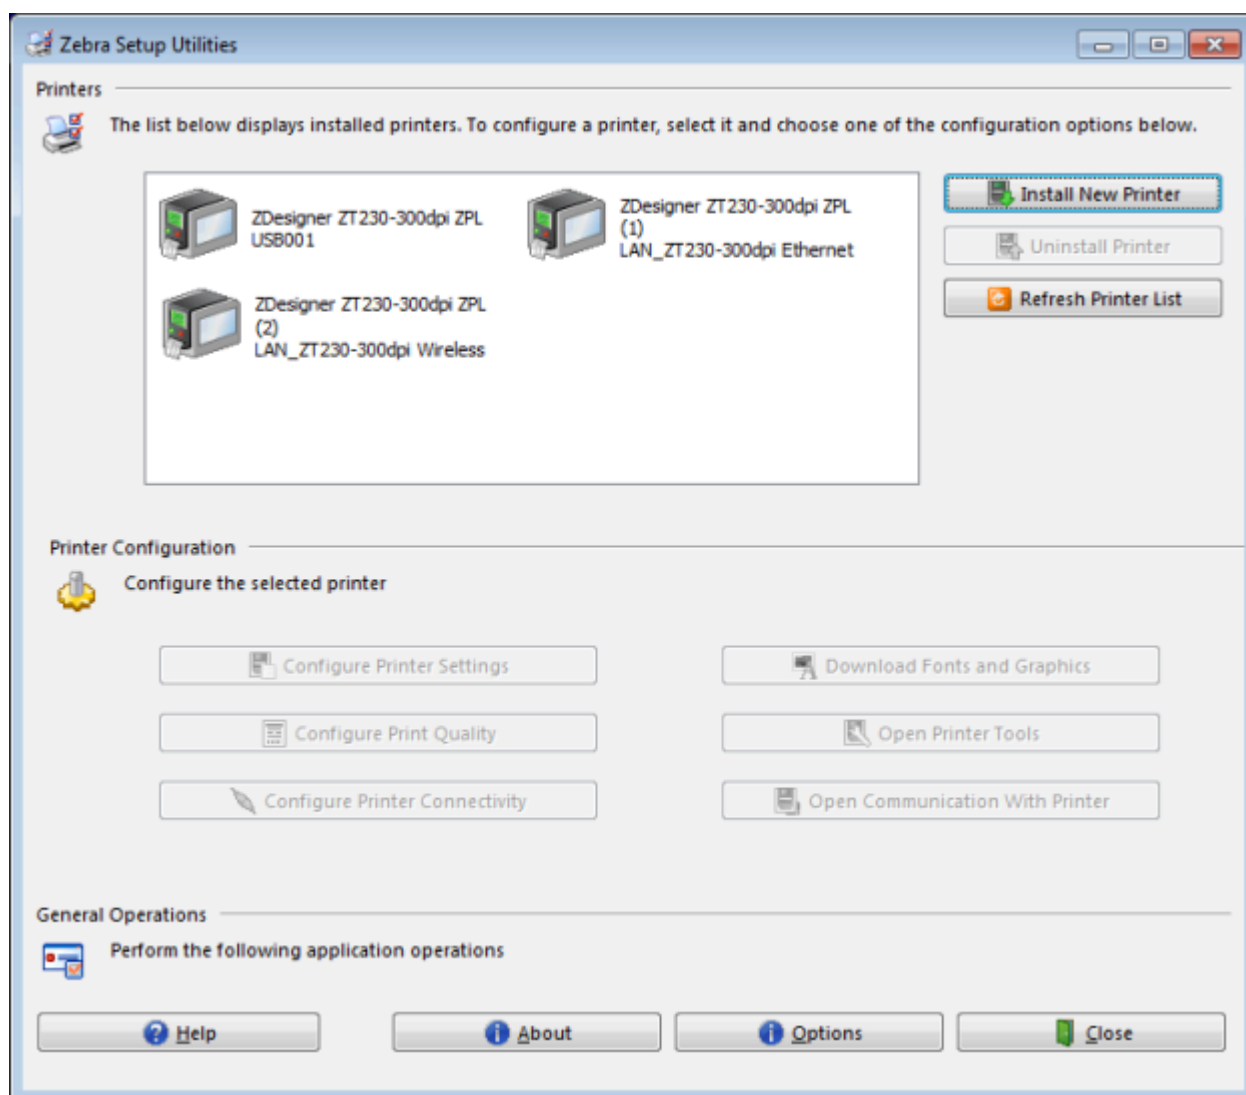 Zebra Setup Utilities
Printers
The list below displays installed printers. To configure a printer, select it and choose one of the configuration options below.
ZDesigner ZT230-300dpi ZPL
USB001
ZDesigner ZT230-300dpi ZPL
(1)
LAN_ZT230-300dpi Ethernet
ZDesigner ZT230-300dpi ZPL
(2)
LAN_ZT230-300dpi Wireless
Install New Printer
Uninstall Printer
Refresh Printer List
Printer Configuration
Configure the selected printer
Configure Printer Settings
Download Fonts and Graphics
Configure Print Quality
Open Printer Tools
Configure Printer Connectivity
Open Communication With Printer
General Operations
Perform the following application operations
Help
About
Options
Close